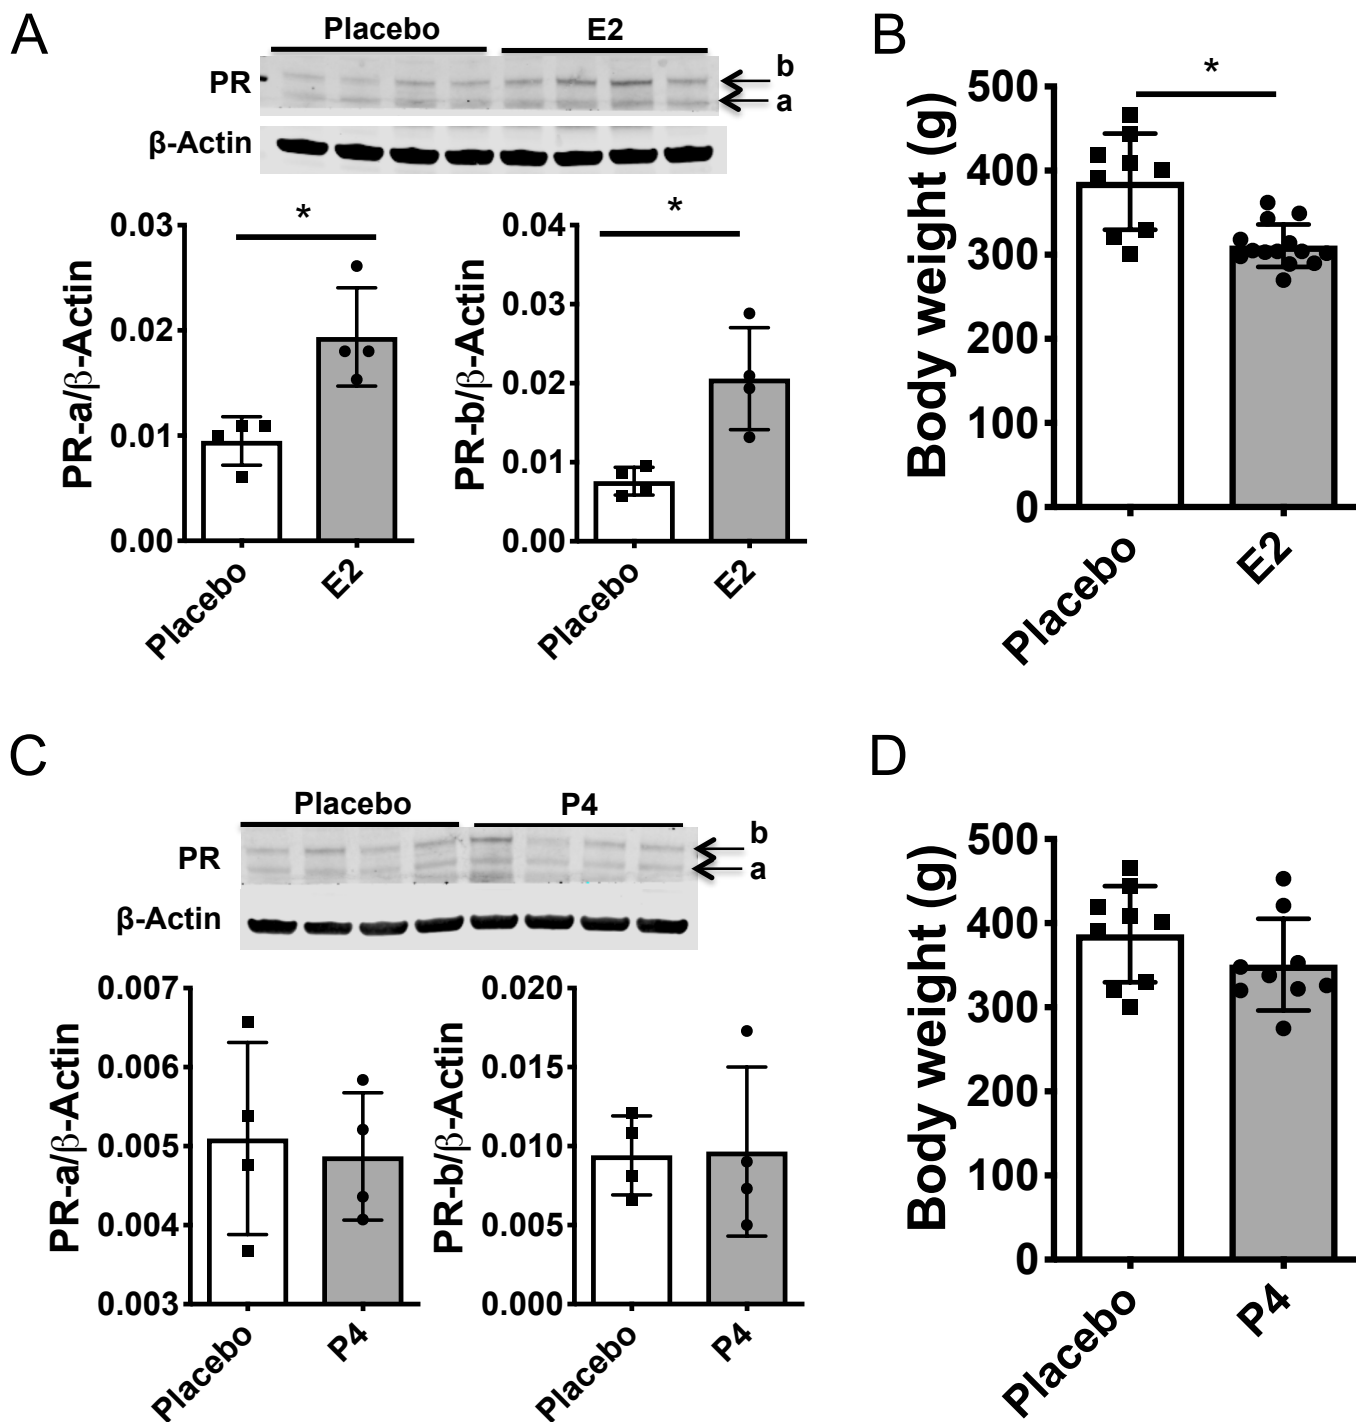 A
Placebo E2
PR
b
a
β-Actin
*
0.03
0.02
0.01
0.00
PR-a/β-Actin
Placebo
E2
*
0.04
0.03
0.02
0.01
0.00
PR-b/β-Actin
Placebo
E2
B
*
500
400
300
200
100
0
Body weight (g)
Placebo
E2
C
Placebo P4
PR
b
a
β-Actin
0.007
0.006
0.005
0.004
0.003
PR-a/β-Actin
Placebo
P4
0.020
0.015
0.010
0.005
0.000
PR-b/β-Actin
Placebo
P4
D
500
400
300
200
100
0
Body weight (g)
Placebo
P4